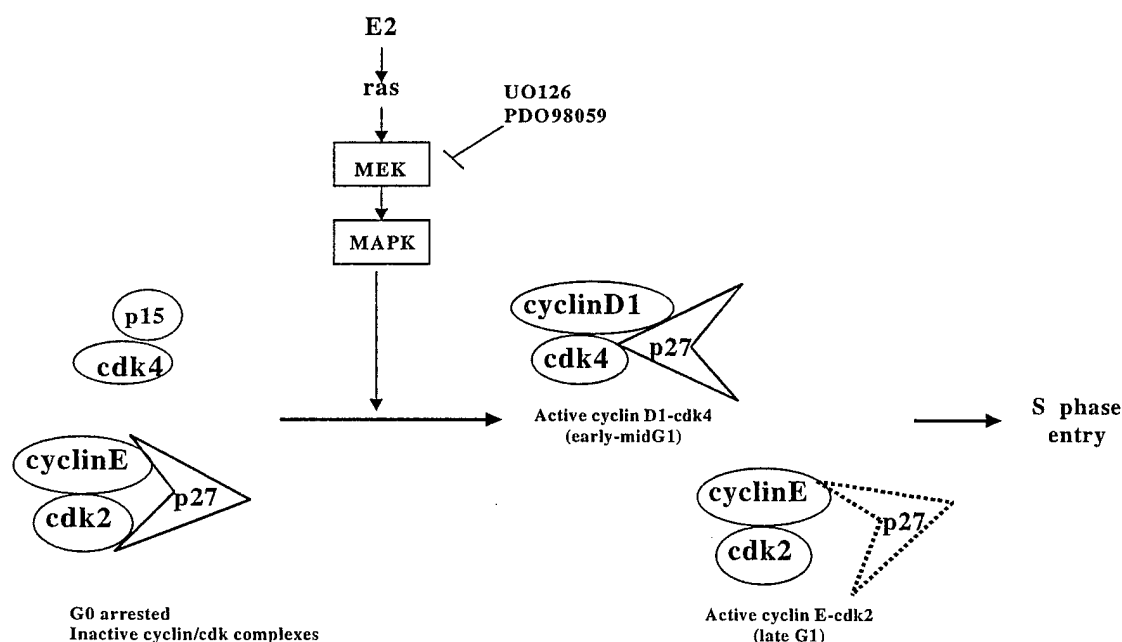 E2
ras
UO126
PDO98059
MEK
MAPK
p15
cdk4
cyclinD1
cdk4
p27
Active cyclin D1-cdk4
(early-midG1)
S phase
entry
cyclinE
cdk2
p27
cyclinE
cdk2
p27
G0 arrested
Inactive cyclin/cdk complexes
Active cyclin E-cdk2
(late G1)